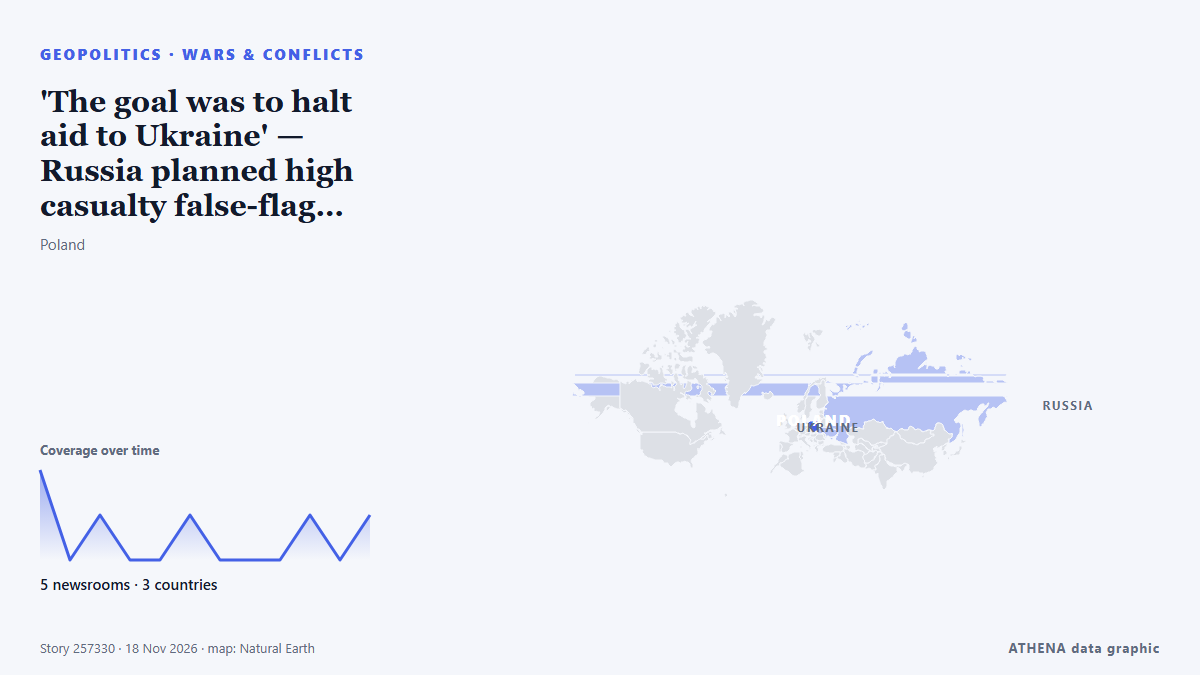 GEOPOLITICS · WARS & CONFLICTS
'The goal was to halt
aid to Ukraine' —
Russia planned high
casualty false-flag...
Poland
Coverage over time
5 newsrooms · 3 countries
Story 257330 · 18 Nov 2026 · map: Natural Earth
RUSSIA
POLAND
UKRAINE
ATHENA data graphic